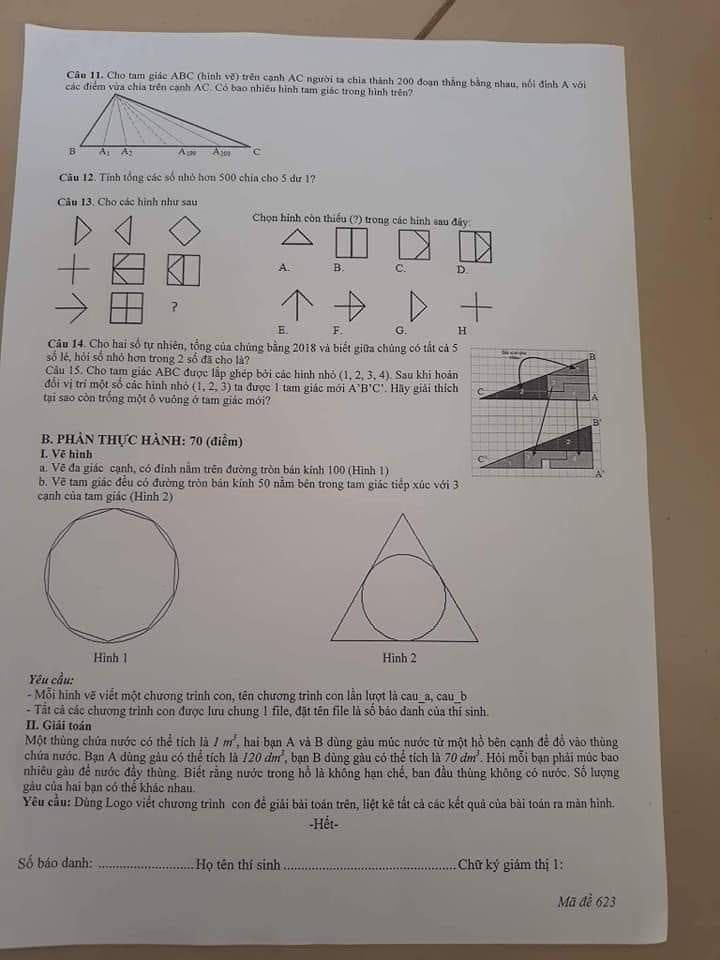 Câu 11. Cho tam giác ABC (hình vẽ) trên cạnh AC người ta chia thành 200 đoạn thẳng bằng nhau, nối đỉnh A với
các điểm vừa chia trên cạnh AC. Có bao nhiêu hình tam giác trong hình trên?
B A1 A2 A199 A200 C
Câu 12. Tính tổng các số nhỏ hơn 500 chia cho 5 dư 1?
Câu 13. Cho các hình như sau
Chọn hình còn thiếu (?) trong các hình sau đây:
A. B. C. D.
?
E. F. G. H
Câu 14. Cho hai số tự nhiên, tổng của chúng bằng 2018 và biết giữa chúng có tất cả 5
số lẻ, hỏi số nhỏ hơn trong 2 số đã cho là?
Câu 15. Cho tam giác ABC được lắp ghép bởi các hình nhỏ (1, 2, 3, 4). Sau khi hoán
đổi vị trí một số các hình nhỏ (1, 2, 3) ta được 1 tam giác mới A'B'C'. Hãy giải thích
tại sao còn trống một ô vuông ở tam giác mới?
B
C
A
B'
2
C'
A'
B. PHẦN THỰC HÀNH: 70 (điểm)
I. Vẽ hình
a. Vẽ đa giác cạnh, có đỉnh nằm trên đường tròn bán kính 100 (Hình 1)
b. Vẽ tam giác đều có đường tròn bán kính 50 nằm bên trong tam giác tiếp xúc với 3
cạnh của tam giác (Hình 2)
Hình 1
Hình 2
Yêu cầu:
- Mỗi hình vẽ viết một chương trình con, tên chương trình con lần lượt là cau_a, cau_b
- Tất cả các chương trình con được lưu chung 1 file, đặt tên file là số báo danh của thí sinh.
II. Giải toán
Một thùng chứa nước có thể tích là 1 m³, hai bạn A và B dùng gàu múc nước từ một hồ bên cạnh để đổ vào thùng
chứa nước. Bạn A dùng gàu có thể tích là 120 dm³, bạn B dùng gàu có thể tích là 70 dm³. Hỏi mỗi bạn phải múc bao
nhiêu gàu để nước đầy thùng. Biết rằng nước trong hồ là không hạn chế, ban đầu thùng không có nước. Số lượng
gàu của hai bạn có thể khác nhau.
Yêu cầu: Dùng Logo viết chương trình con để giải bài toán trên, liệt kê tất cả các kết quả của bài toán ra màn hình.
-Hết-
Số báo danh: ........................Họ tên thí sinh ...........................................Chữ ký giám thị 1:
Mã đề 623